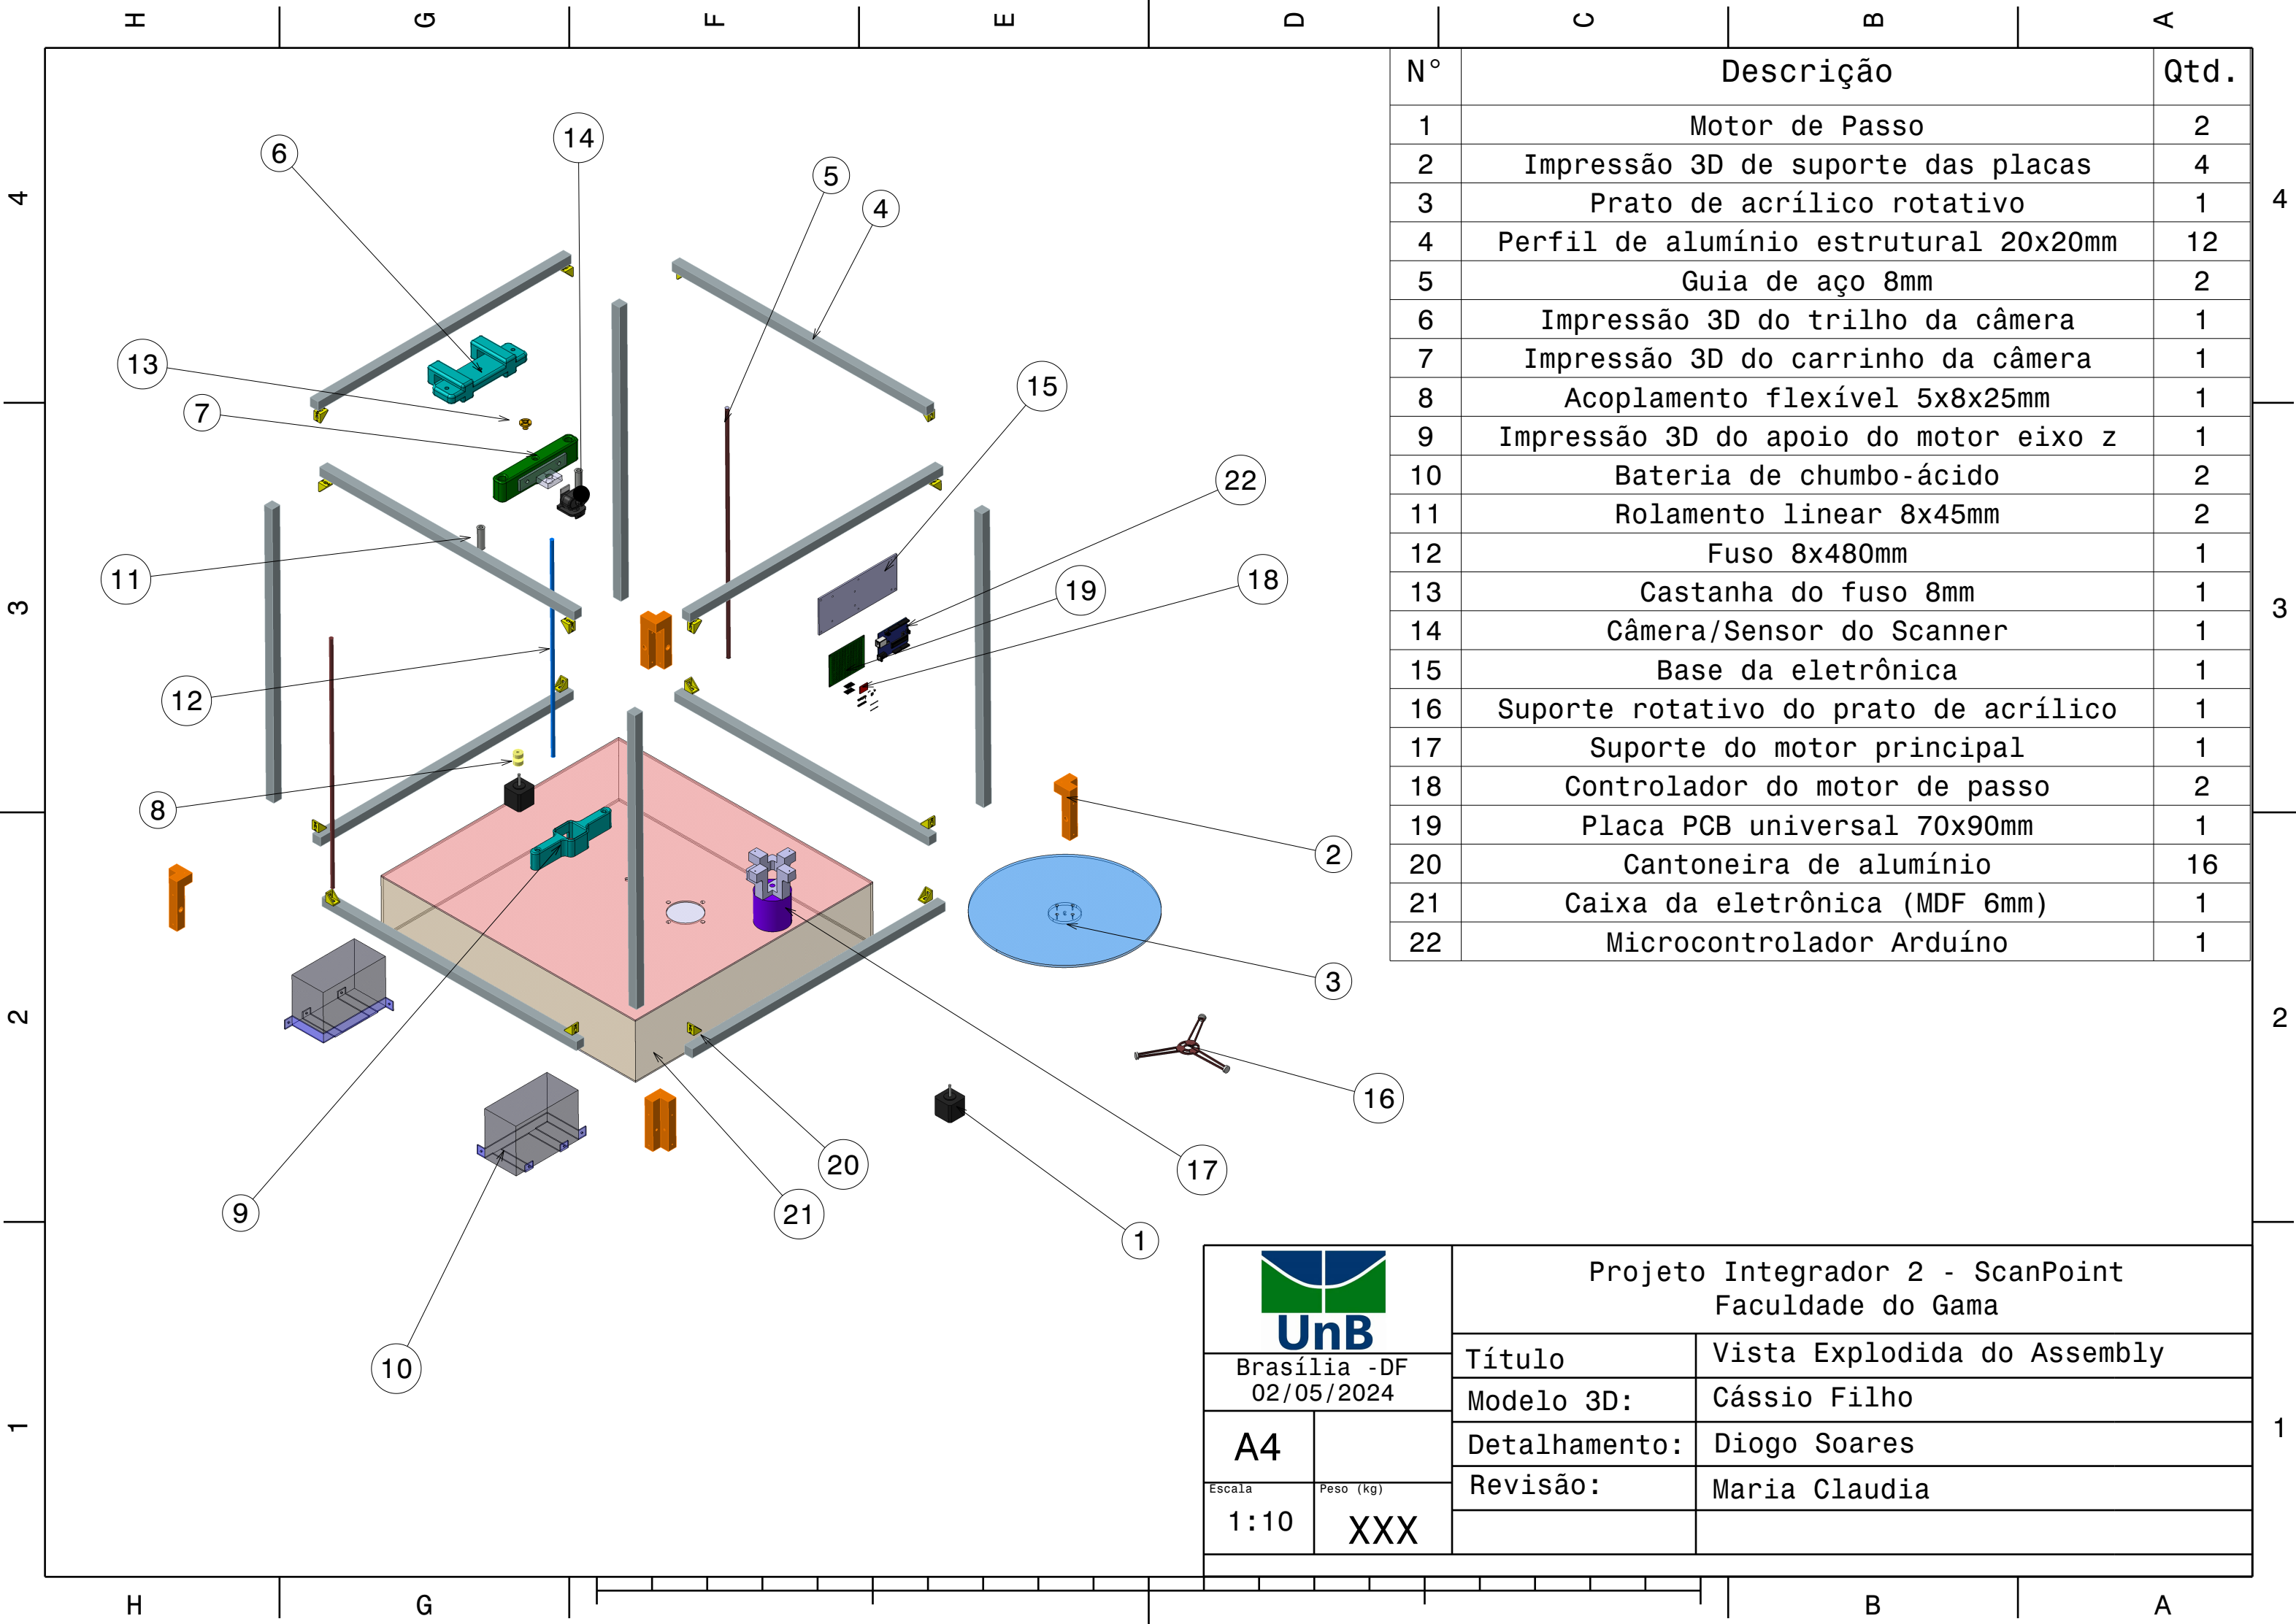 H G F E D C B A
N° Descrição Qtd.
1 Motor de Passo 2
2 Impressão 3D de suporte das placas 4
3 Prato de acrílico rotativo 1
4 Perfil de alumínio estrutural 20x20mm 12
5 Guia de aço 8mm 2
6 Impressão 3D do trilho da câmera 1
7 Impressão 3D do carrinho da câmera 1
8 Acoplamento flexível 5x8x25mm 1
9 Impressão 3D do apoio do motor eixo z 1
10 Bateria de chumbo-ácido 2
11 Rolamento linear 8x45mm 2
12 Fuso 8x480mm 1
13 Castanha do fuso 8mm 1
14 Câmera/Sensor do Scanner 1
15 Base da eletrônica 1
16 Suporte rotativo do prato de acrílico 1
17 Suporte do motor principal 1
18 Controlador do motor de passo 2
19 Placa PCB universal 70x90mm 1
20 Cantoneira de alumínio 16
21 Caixa da eletrônica (MDF 6mm) 1
22 Microcontrolador Arduíno 1
14
6
5
4
13
15
7
22
11
19
18
12
8
2
3
16
20
17
9
21
1
10
4
3
2
1
4
3
2
1
UnB
Brasília -DF
02/05/2024
A4
Escala
1:10
Peso (kg)
XXX
Projeto Integrador 2 - ScanPoint
Faculdade do Gama
Título Vista Explodida do Assembly
Modelo 3D: Cássio Filho
Detalhamento: Diogo Soares
Revisão: Maria Claudia
H G B A